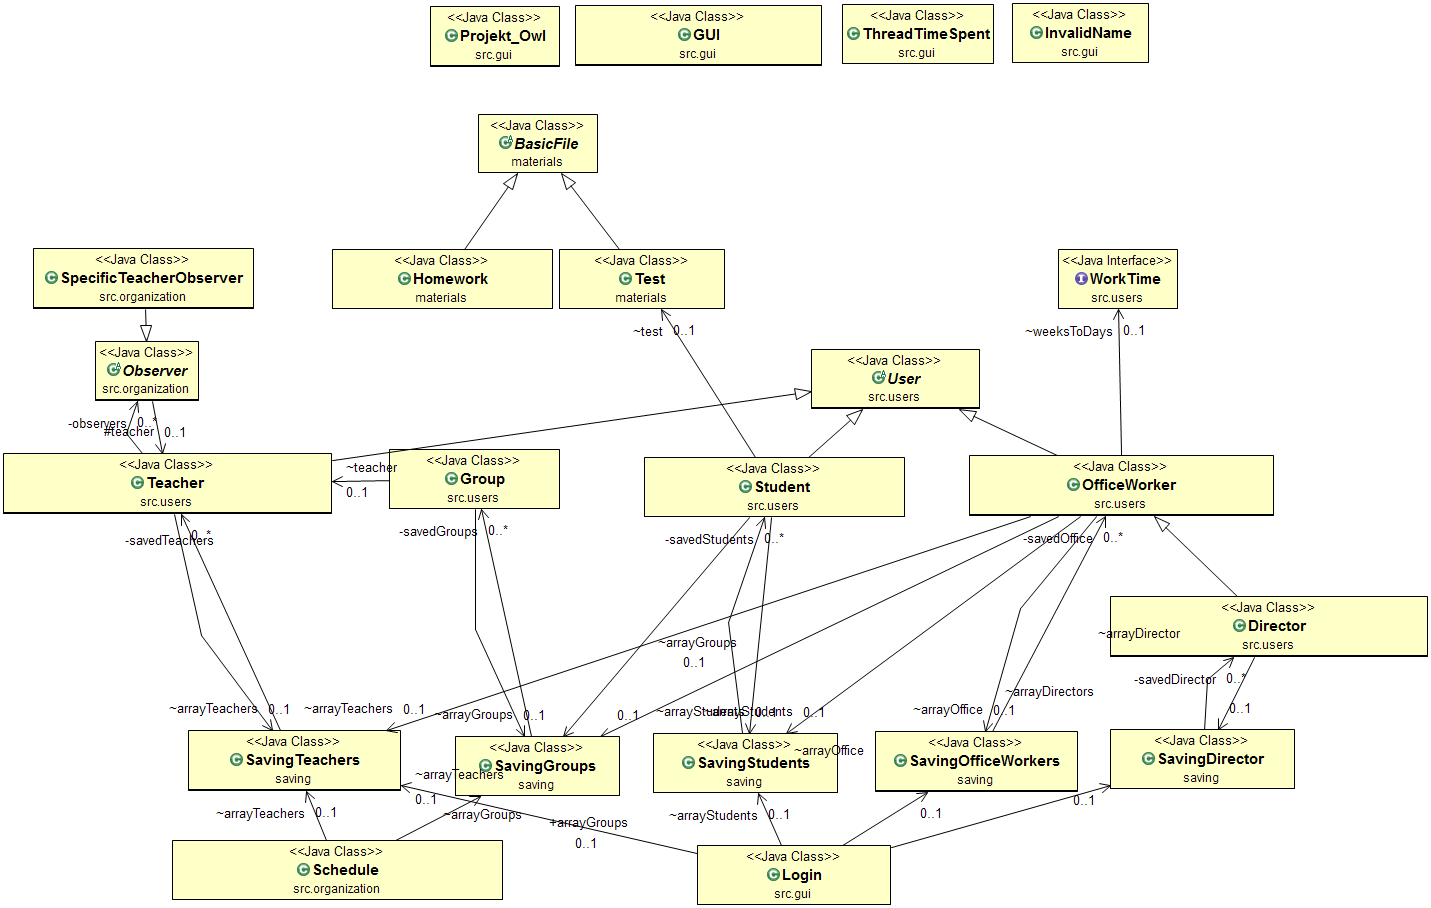 <<Java Class>>
Projekt_Owl
src.gui
<<Java Class>>
GUI
src.gui
<<Java Class>>
ThreadTimeSpent
src.gui
<<Java Class>>
InvalidName
src.gui
<<Java Class>>
BasicFile
materials
<<Java Class>>
SpecificTeacherObserver
src.organization
<<Java Class>>
Homework
materials
<<Java Class>>
Test
materials
<<Java Interface>>
WorkTime
src.users
~test
0..1
~weeksToDays
0..1
<<Java Class>>
Observer
src.organization
<<Java Class>>
User
src.users
-observers
0..*
#teacher
0..1
<<Java Class>>
Teacher
src.users
~teacher
0..1
<<Java Class>>
Group
src.users
<<Java Class>>
Student
src.users
<<Java Class>>
OfficeWorker
src.users
-savedTeachers
0..*
-savedGroups
0..*
-savedStudents
0..*
-savedOffice
0..*
<<Java Class>>
Director
src.users
~arrayDirector
~arrayGroups
0..1
-savedDirector
0..*
~arrayDirectors
~arrayTeachers
0..1
~arrayTeachers
0..1
~arrayGroups
0..1
0..1
~arrayStudents
~arrayStudents
0..1
0..1
~arrayOffice
0..1
0..1
<<Java Class>>
SavingTeachers
saving
<<Java Class>>
SavingGroups
saving
<<Java Class>>
SavingStudents
saving
~arrayOffice
<<Java Class>>
SavingOfficeWorkers
saving
<<Java Class>>
SavingDirector
saving
~arrayTeachers
0..1
~arrayTeachers
0..1
~arrayGroups
+arrayGroups
0..1
~arrayStudents
0..1
0..1
0..1
<<Java Class>>
Schedule
src.organization
<<Java Class>>
Login
src.gui